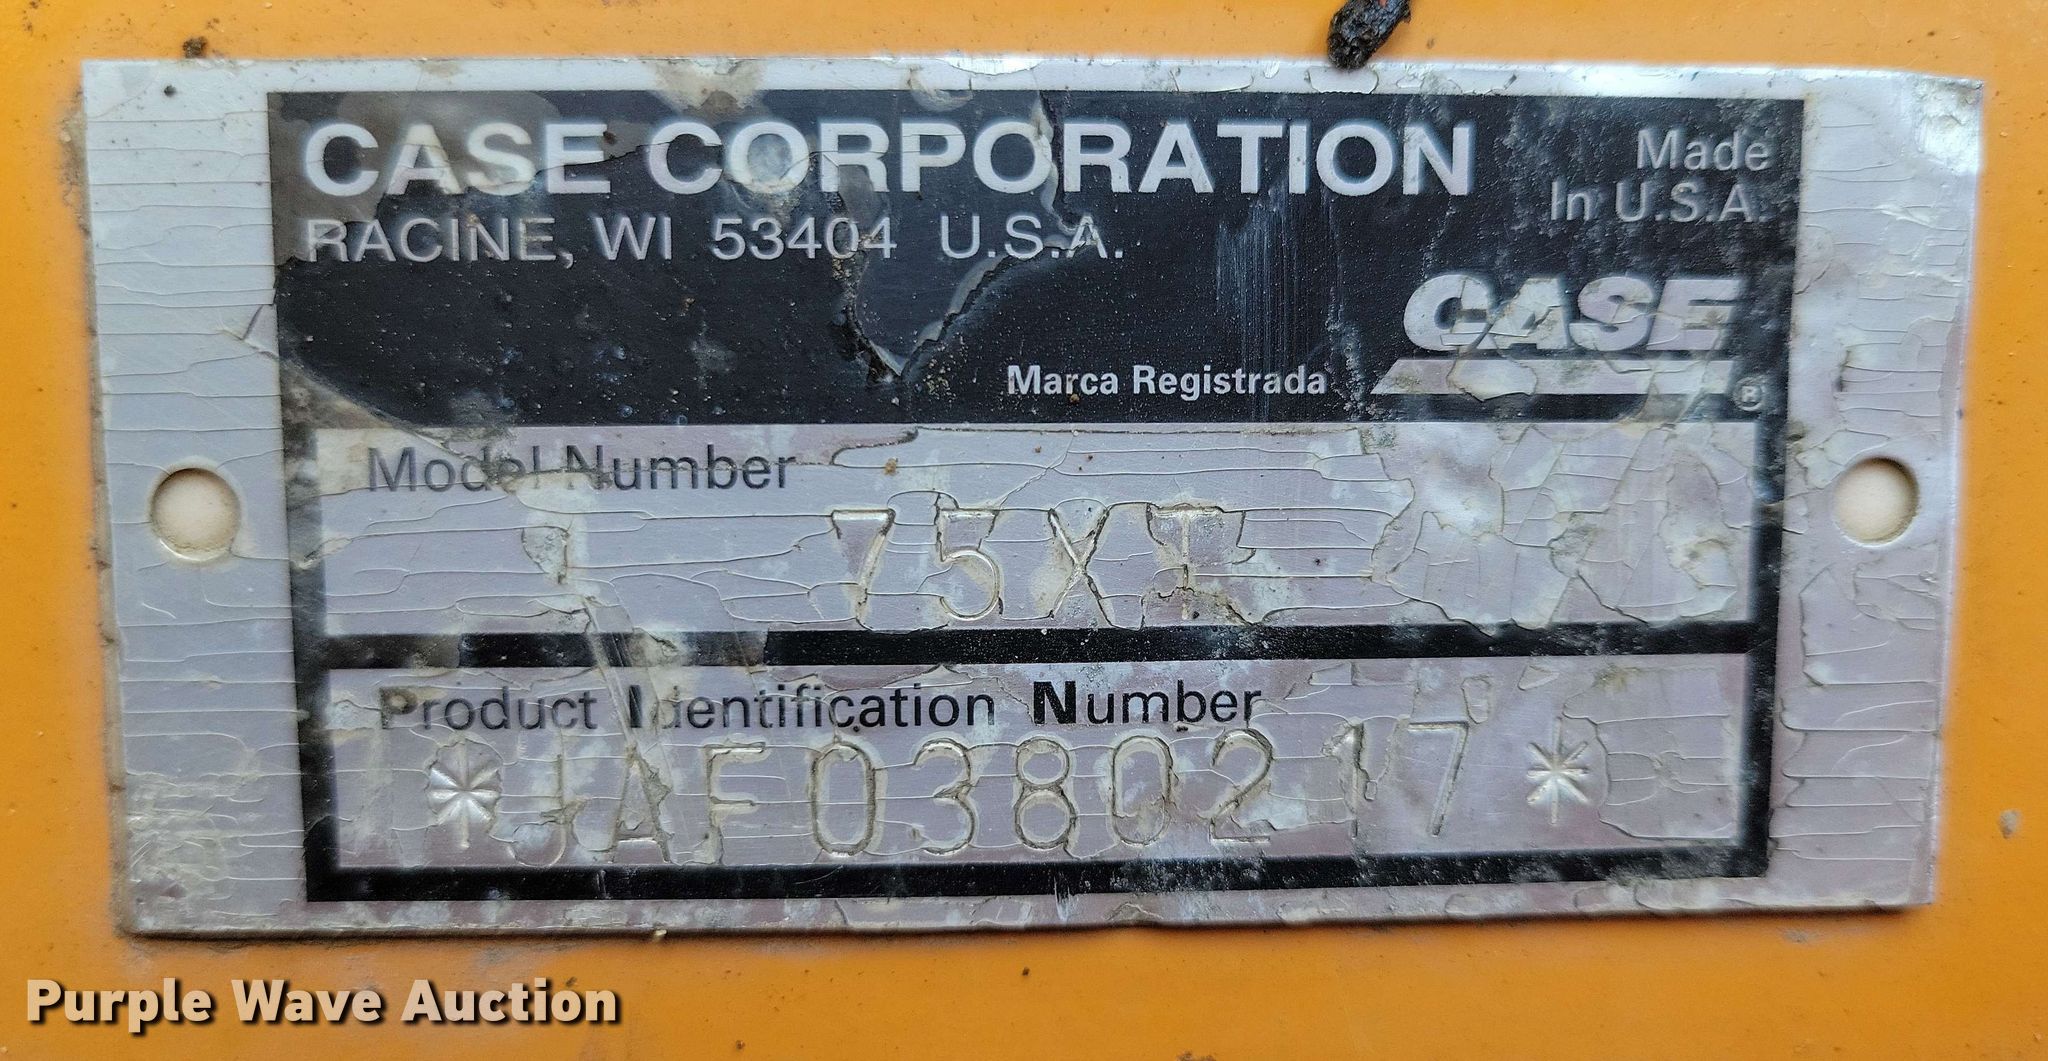 CASE CORPORATION
Made
In U.S.A.
RACINE, WI 53404 U.S.A.
CASE
Marca Registrada
®
Model Number
75XT
Product Identification Number
*JAF0380217*
Purple Wave Auction